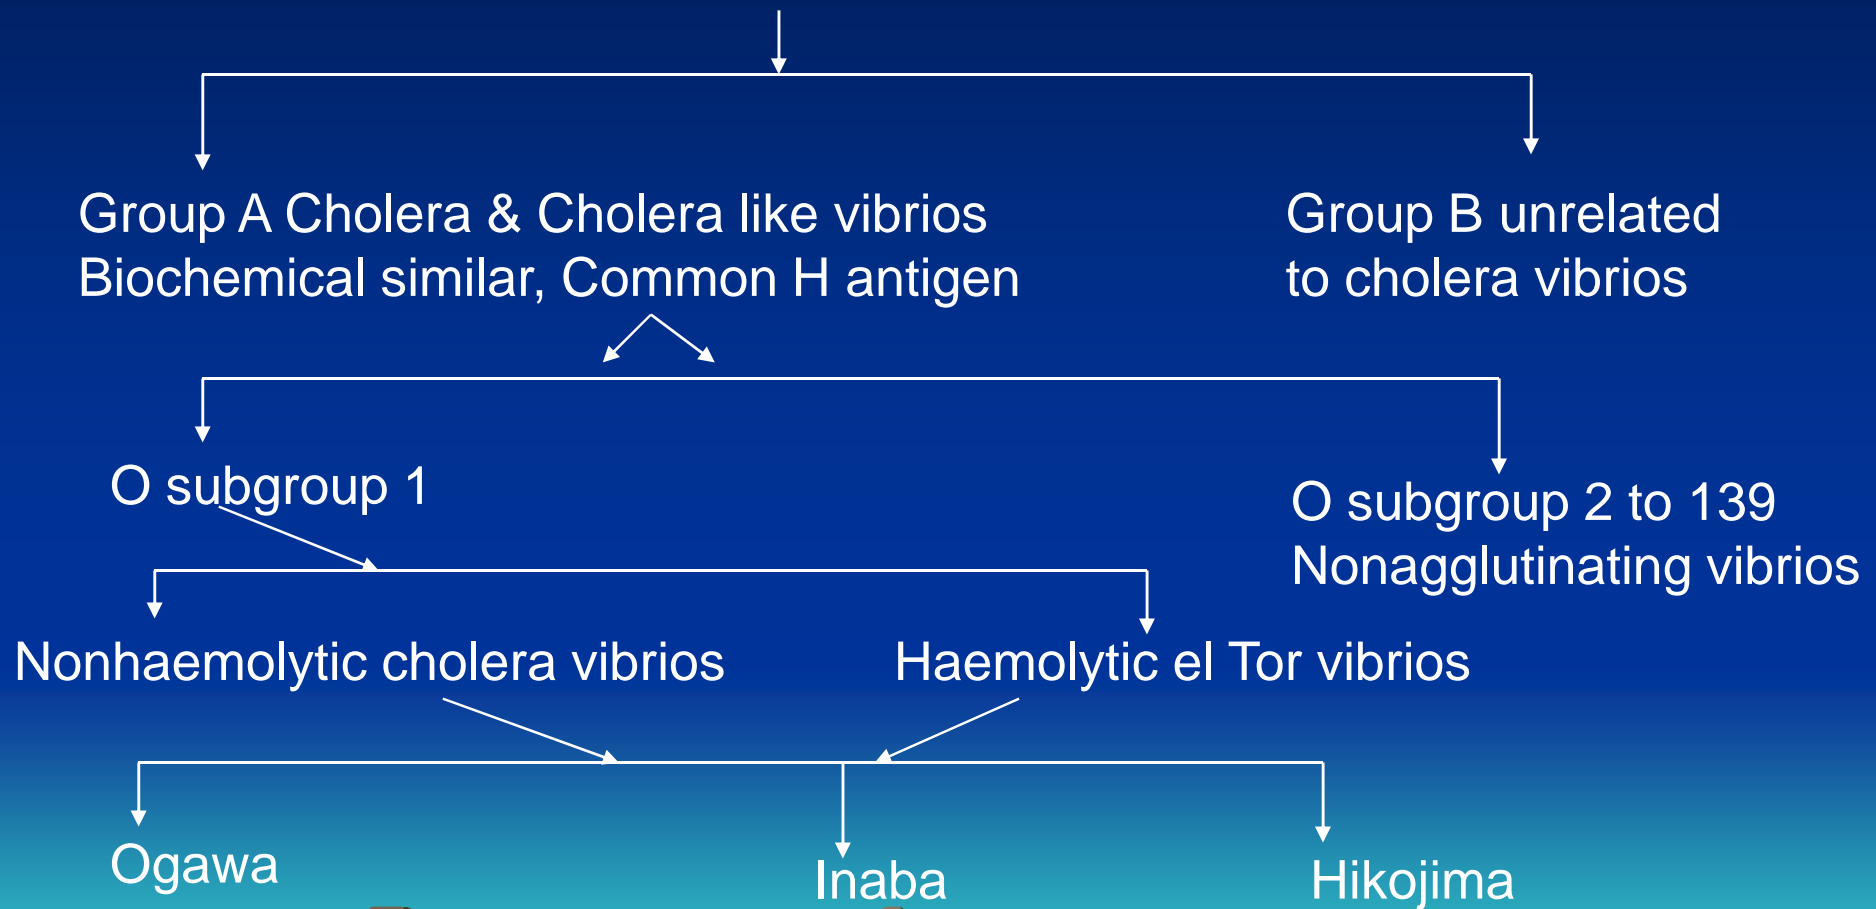 Group A Cholera & Cholera like vibrios
Biochemical similar, Common H antigen
Group B unrelated
to cholera vibrios
O subgroup 1
O subgroup 2 to 139
Nonagglutinating vibrios
Nonhaemolytic cholera vibrios
Haemolytic el Tor vibrios
Ogawa
Inaba
Hikojima